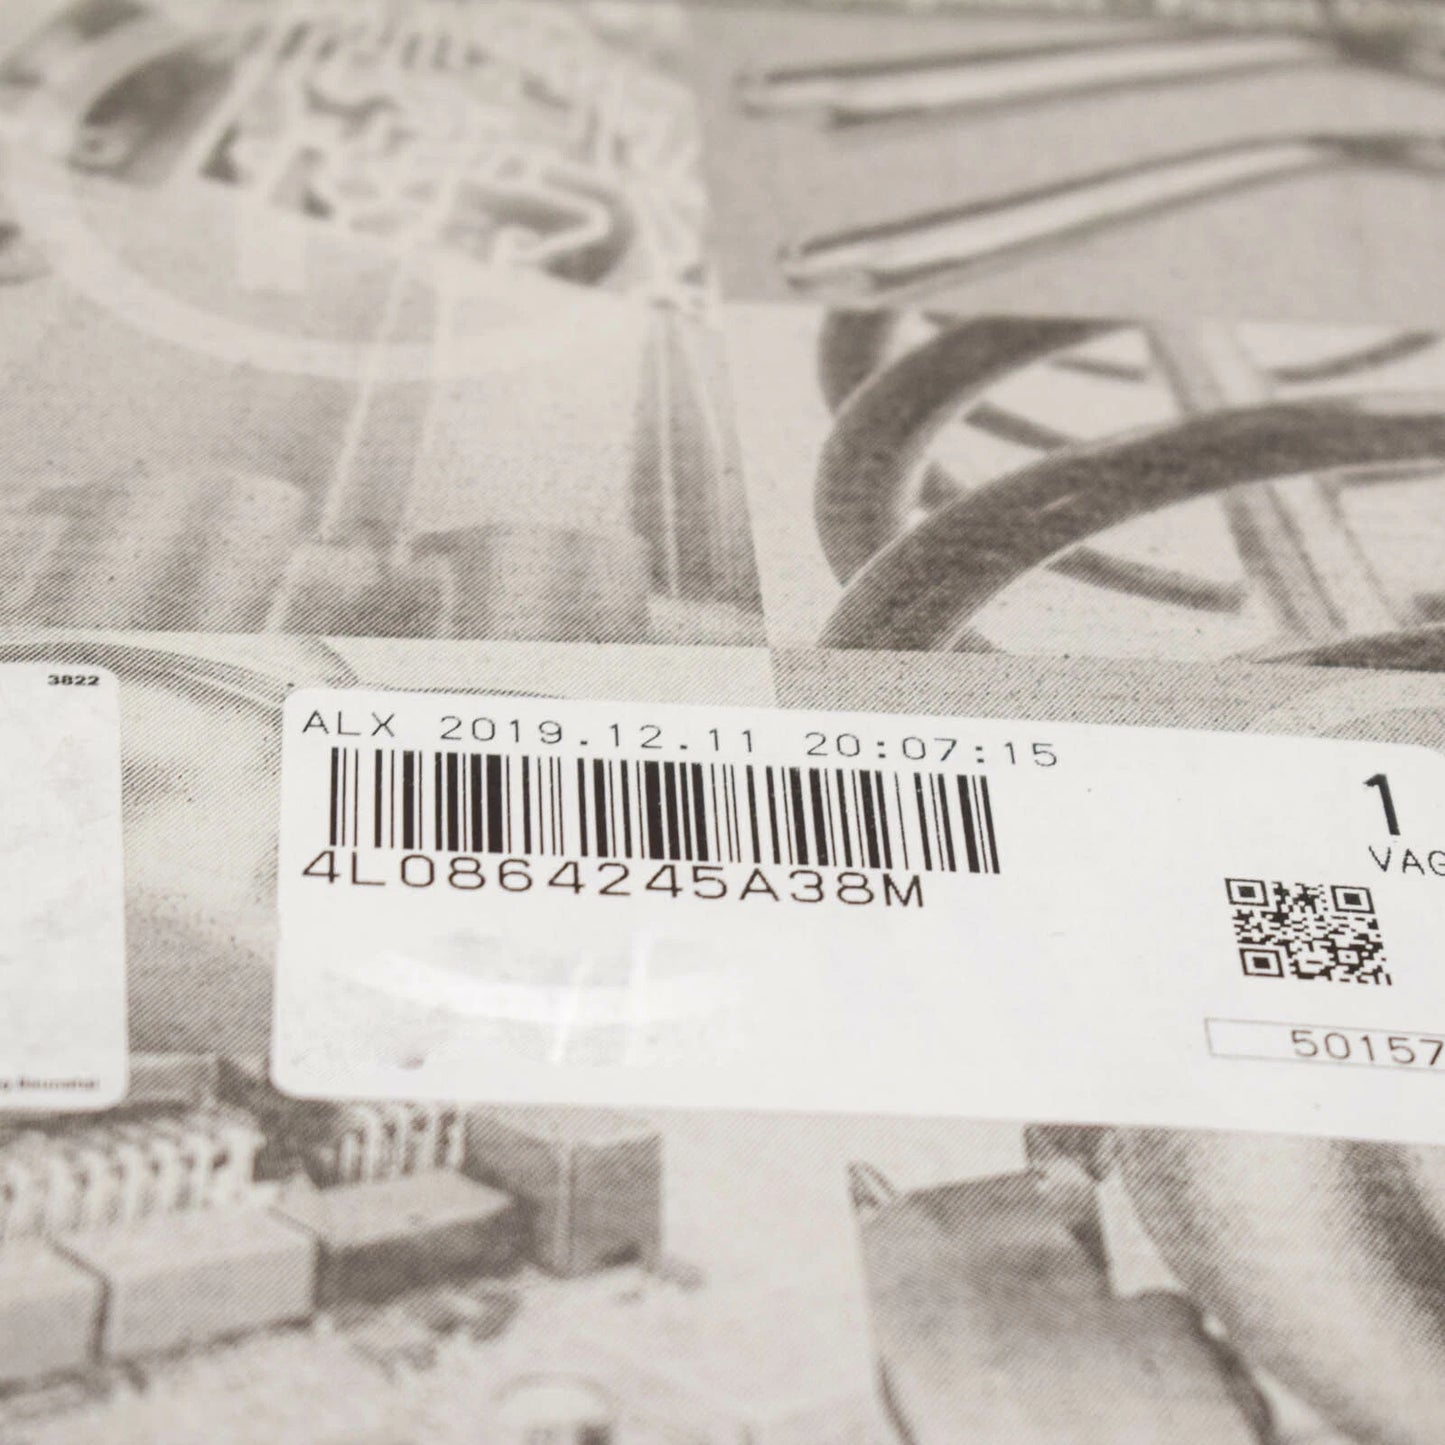 3822
ALX 2019.12.11 20:07:15
4L0864245A38M
1
VAG
50157